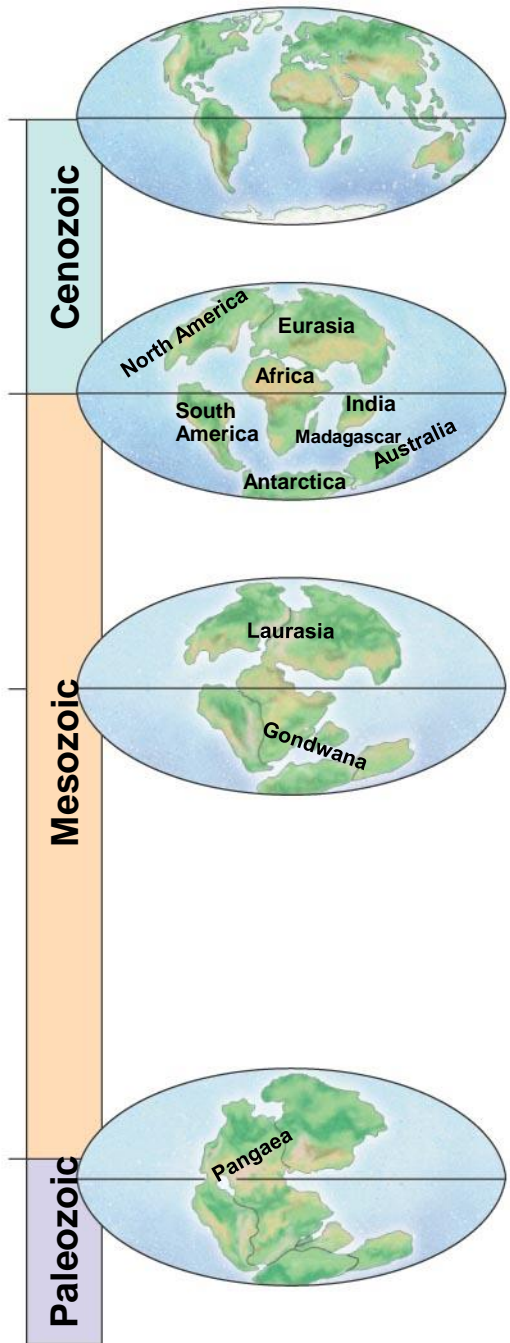 Cenozoic
North America
Eurasia
Africa
South
America
India
Madagascar
Australia
Antarctica
Mesozoic
Laurasia
Gondwana
Pangaea
Paleozoic